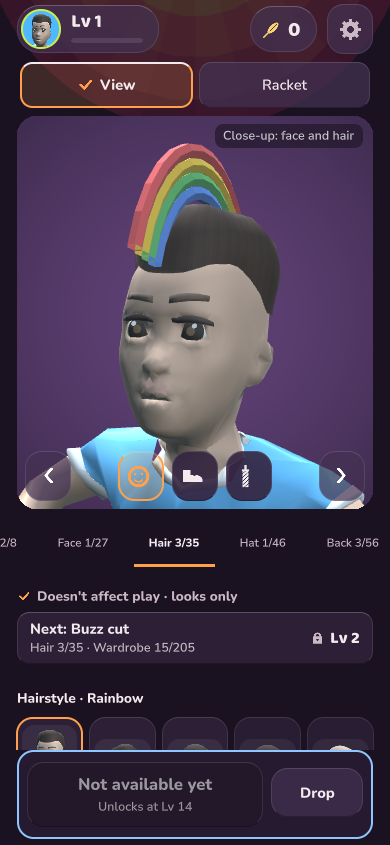 Lv 1
0
View
Racket
Close-up: face and hair
2/8
Face 1/27
Hair 3/35
Hat 1/46
Back 3/56
Doesn't affect play · looks only
Next: Buzz cut
Hair 3/35 · Wardrobe 15/205
Lv 2
Hairstyle · Rainbow
Not available yet
Unlocks at Lv 14
Drop